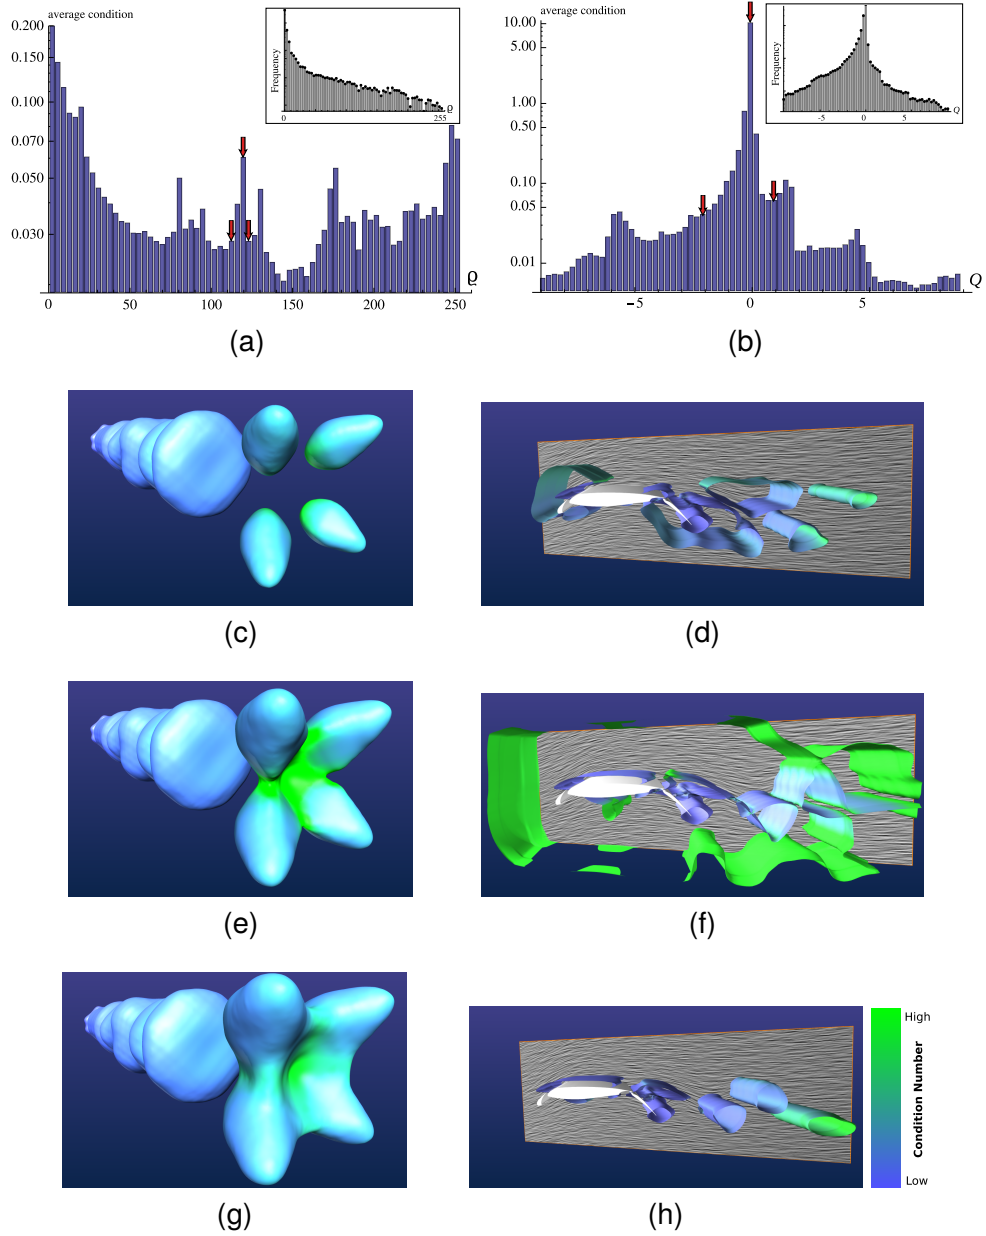 average condition
0.200
0.150
0.100
0.070
0.050
0.030
0 50 100 150 200 250
ϱ
Frequency
0 255
ϱ
(a)
average condition
10.00
5.00
1.00
0.50
0.10
0.05
0.01
−5 0 5
Q
Frequency
-5 0 5
Q
(b)
(c)
(d)
(e)
(f)
(g)
(h)
High
Condition Number
Low